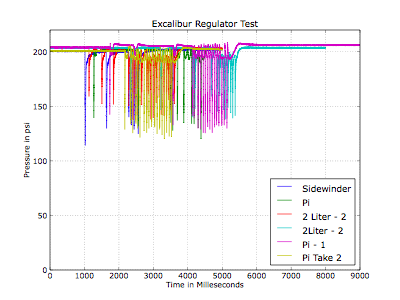 Excalibur Regulator Test
Pressure in psi
200
150
100
50
0
0 1000 2000 3000 4000 5000 6000 7000 8000 9000
Time in Milleseconds
Sidewinder
Pi
2 Liter - 2
2Liter - 2
Pi - 1
Pi Take 2